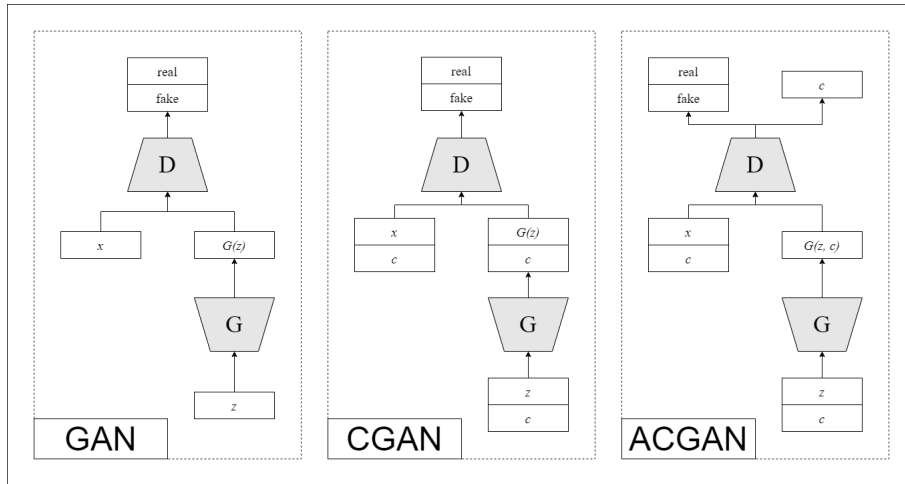 real
fake
D
x
G(z)
G
z
GAN
real
fake
D
x
c
G(z)
c
G
z
c
CGAN
real
fake
c
D
x
c
G(z, c)
G
z
c
ACGAN